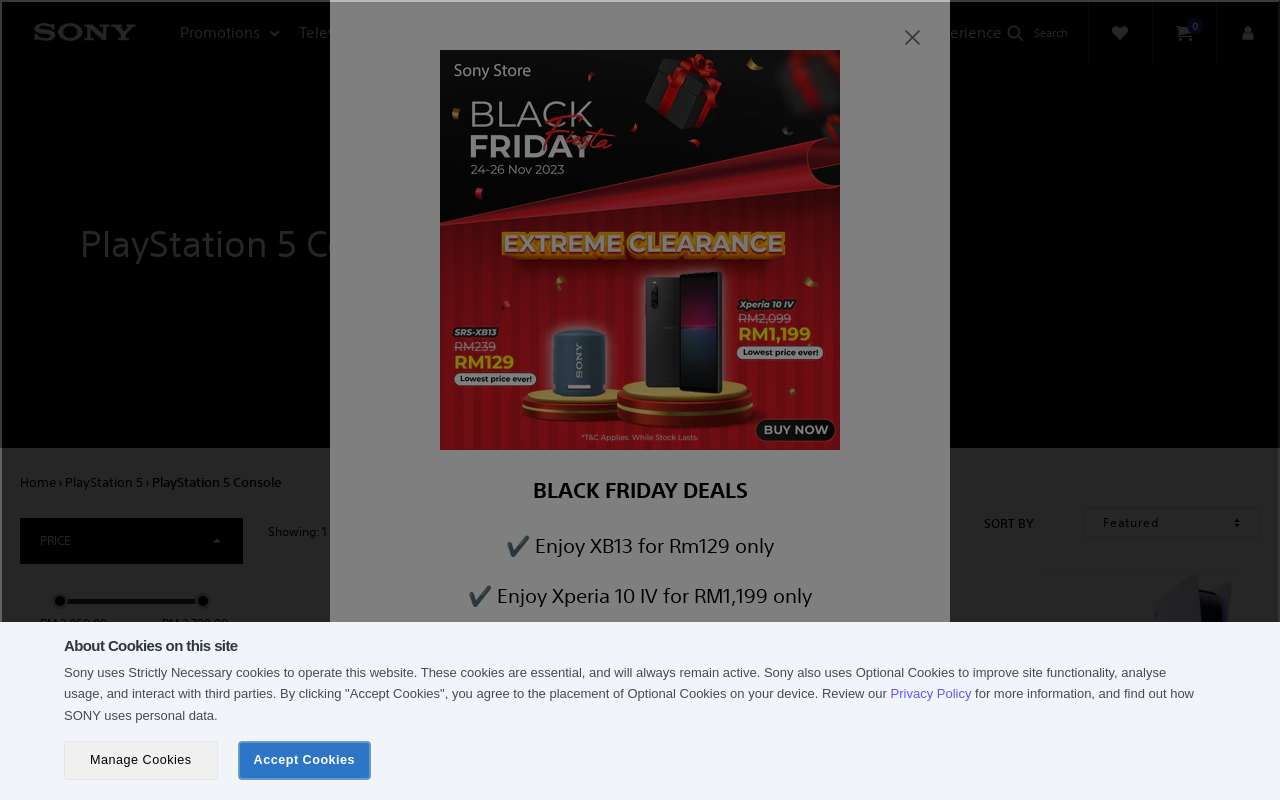 SONY
Promotions
erience
Search
0
PlayStation 5
Sony Store
BLACK
FRIDAY
Fiesta
24-26 Nov 2023
EXTREME CLEARANCE
Xperia 10 IV
RM2,099
RM1,199
Lowest price ever!
SRS-XB13
RM239
RM129
Lowest price ever!
SONY
BUY NOW
*T&C Applies. While Stock Lasts.
Home › PlayStation 5 › PlayStation 5 Console
BLACK FRIDAY DEALS
PRICE
Showing: 1
SORT BY
Featured
✔️ Enjoy XB13 for Rm129 only
✔️ Enjoy Xperia 10 IV for RM1,199 only
About Cookies on this site
Sony uses Strictly Necessary cookies to operate this website. These cookies are essential, and will always remain active. Sony also uses Optional Cookies to improve site functionality, analyse
usage, and interact with third parties. By clicking "Accept Cookies", you agree to the placement of Optional Cookies on your device. Review our Privacy Policy for more information, and find out how
SONY uses personal data.
Manage Cookies
Accept Cookies